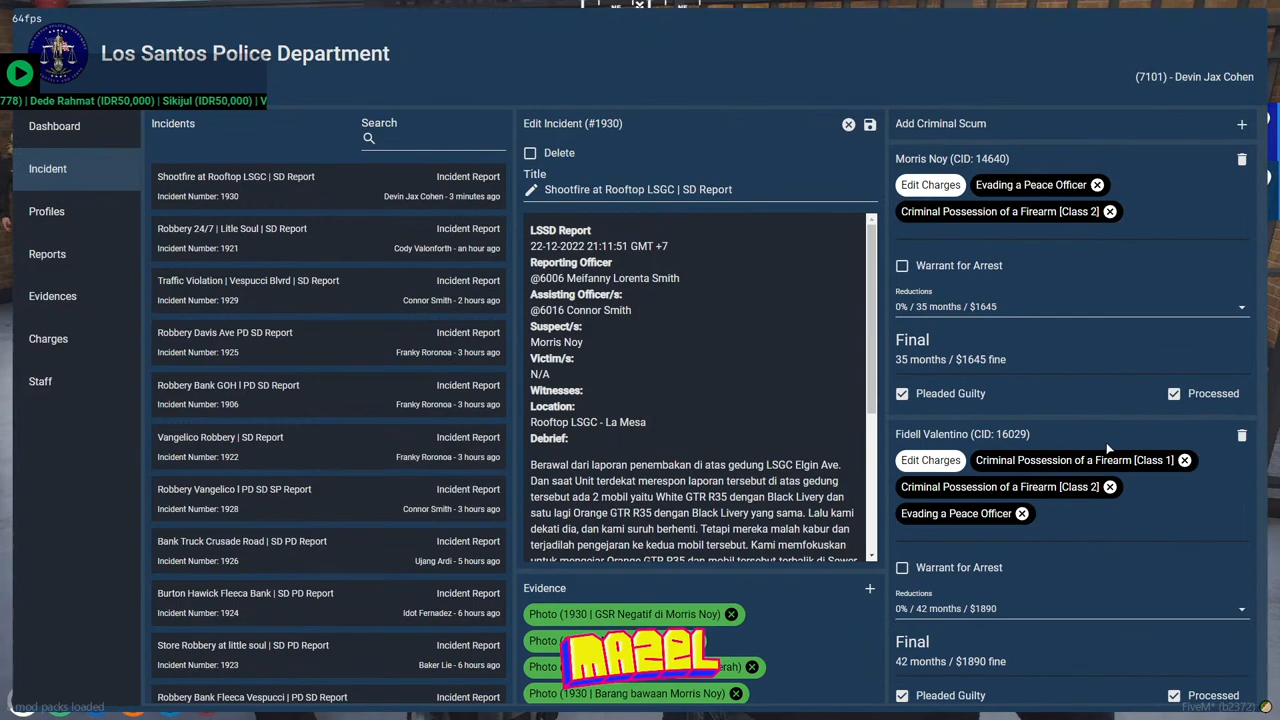 NE
NE
64fps
Los Santos Police Department
(7101) - Devin Jax Cohen
778) | Dede Rahmat (IDR50,000) | Sikijul (IDR50,000) | V
Dashboard
Incident
Profiles
Reports
Evidences
Charges
Staff
Incidents
Search
Shootfire at Rooftop LSGC | SD Report
Incident Report
Incident Number: 1930
Devin Jax Cohen - 3 minutes ago
Robbery 24/7 | Litle Soul | SD Report
Incident Report
Incident Number: 1921
Cody Valonforth - an hour ago
Traffic Violation | Vespucci Blvrd | SD Report
Incident Report
Incident Number: 1929
Connor Smith - 2 hours ago
Robbery Davis Ave PD SD Report
Incident Report
Incident Number: 1925
Franky Roronoa - 3 hours ago
Robbery Bank GOH l PD SD Report
Incident Report
Incident Number: 1906
Franky Roronoa - 3 hours ago
Vangelico Robbery | SD Report
Incident Report
Incident Number: 1922
Franky Roronoa - 3 hours ago
Robbery Vangelico l PD SD SP Report
Incident Report
Incident Number: 1928
Connor Smith - 3 hours ago
Bank Truck Crusade Road | SD PD Report
Incident Report
Incident Number: 1926
Ujang Ardi - 5 hours ago
Burton Hawick Fleeca Bank | SD PD Report
Incident Report
Incident Number: 1924
Idot Fernadez - 6 hours ago
Store Robbery at little soul | SD PD Report
Incident Report
Incident Number: 1923
Baker Lie - 6 hours ago
Robbery Bank Fleeca Vespucci | PD SD Report
Incident Report
Edit Incident (#1930)
Delete
Title
Shootfire at Rooftop LSGC | SD Report
LSSD Report
22-12-2022 21:11:51 GMT +7
Reporting Officer
@6006 Meifanny Lorenta Smith
Assisting Officer/s:
@6016 Connor Smith
Suspect/s:
Morris Noy
Victim/s:
N/A
Witnesses:
Location:
Rooftop LSGC - La Mesa
Debrief:
Berawal dari laporan penembakan di atas gedung LSGC Elgin Ave.
Dan saat Unit terdekat merespon laporan tersebut di atas gedung
tersebut ada 2 mobil yaitu White GTR R35 dengan Black Livery dan
satu lagi Orange GTR R35 dengan Black Livery yang sama. Lalu kami
dekati dia, dan kami suruh berhenti. Tetapi mereka malah kabur dan
terjadilah pengejaran ke kedua mobil tersebut. Kami memfokuskan
untuk mengejar Orange GTR R35 tersebut terbalik di Sewer
Evidence
Photo (1930 | GSR Negatif di Morris Noy)
Photo
Photo
erah)
Photo (1930 | Barang bawaan Morris Noy)
MAZEL
Add Criminal Scum
Morris Noy (CID: 14640)
Edit Charges
Evading a Peace Officer
Criminal Possession of a Firearm [Class 2]
Warrant for Arrest
Reductions
0% / 35 months / $1645
Final
35 months / $1645 fine
Pleaded Guilty
Processed
Fidell Valentino (CID: 16029)
Edit Charges
Criminal Possession of a Firearm [Class 1]
Criminal Possession of a Firearm [Class 2]
Evading a Peace Officer
Warrant for Arrest
Reductions
0% / 42 months / $1890
Final
42 months / $1890 fine
Pleaded Guilty
Processed
mod packs loaded
FiveM* (b2372)